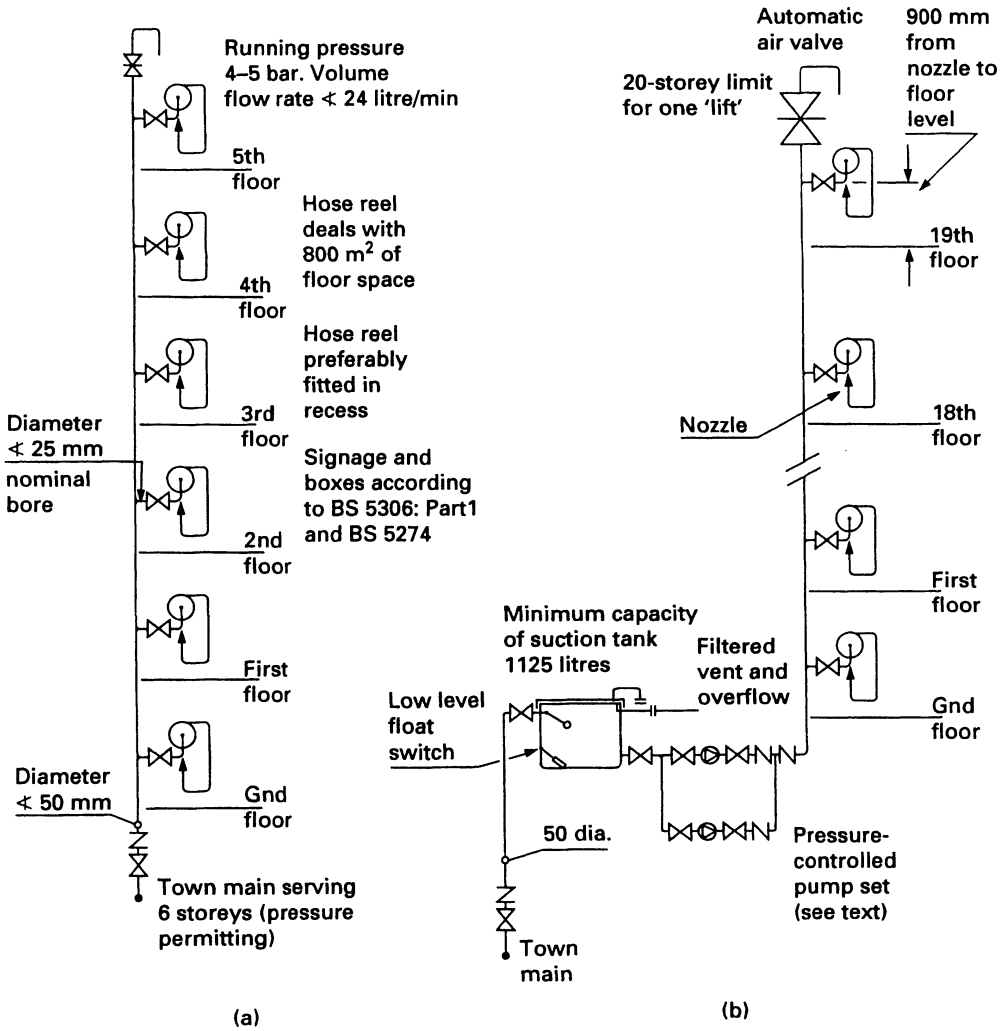 Running pressure
4–5 bar. Volume
flow rate ≮ 24 litre/min
5th
floor
Hose reel
deals with
800 m² of
floor space
4th
floor
Hose reel
preferably
fitted in
recess
3rd
floor
Diameter
≮ 25 mm
nominal
bore
Signage and
boxes according
to BS 5306: Part1
and BS 5274
2nd
floor
First
floor
Diameter
≮ 50 mm
Gnd
floor
Town main serving
6 storeys (pressure
permitting)
(a)
Automatic
air valve
900 mm
from
nozzle to
floor
level
20-storey limit
for one ‘lift’
19th
floor
Nozzle
18th
floor
First
floor
Minimum capacity
of suction tank
1125 litres
Filtered
vent and
overflow
Low level
float
switch
Gnd
floor
50 dia.
Pressure-
controlled
pump set
(see text)
Town
main
(b)